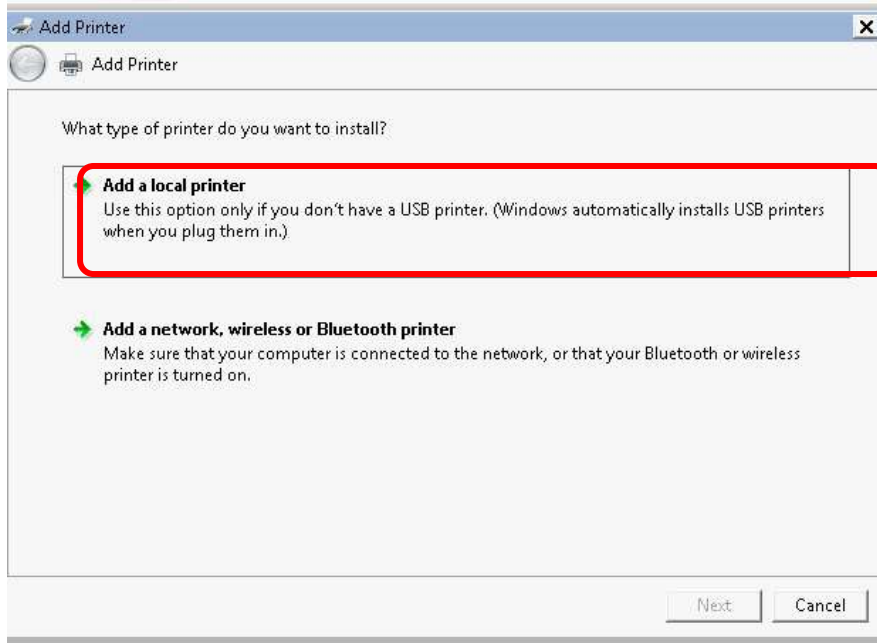 Add Printer
Add Printer
What type of printer do you want to install?
Add a local printer
Use this option only if you don't have a USB printer. (Windows automatically installs USB printers
when you plug them in.)
Add a network, wireless or Bluetooth printer
Make sure that your computer is connected to the network, or that your Bluetooth or wireless
printer is turned on.
Next Cancel